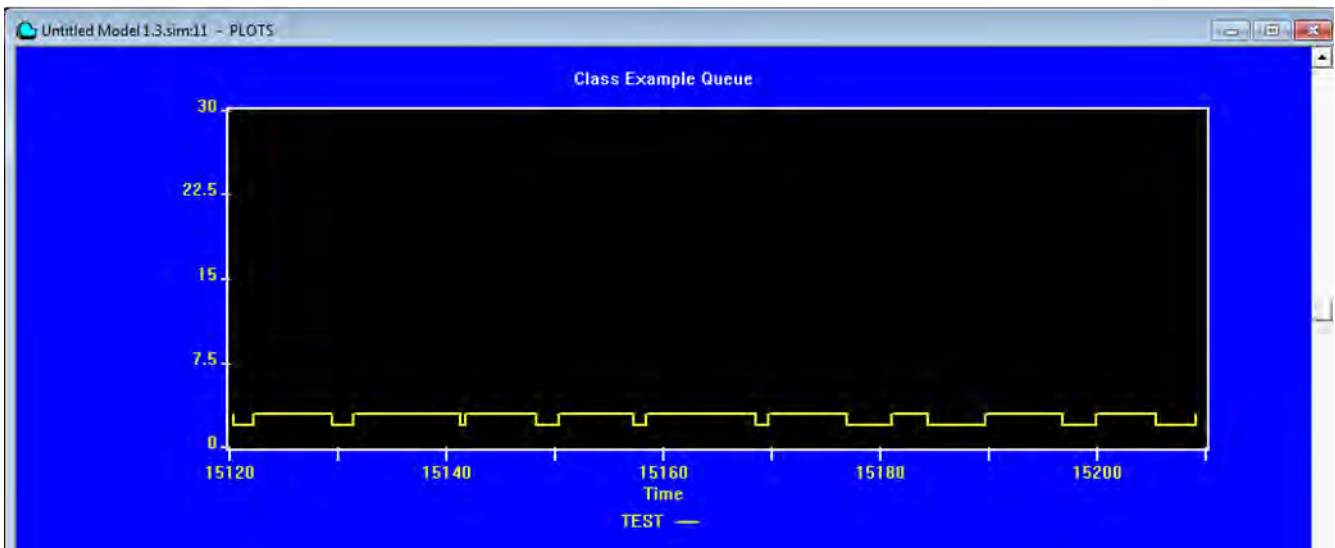 Untitled Model 1.3.sim:11 - PLOTS
Class Example Queue
30
22.5
15
7.5
0
15120 15140 15160 15180 15200
Time
TEST